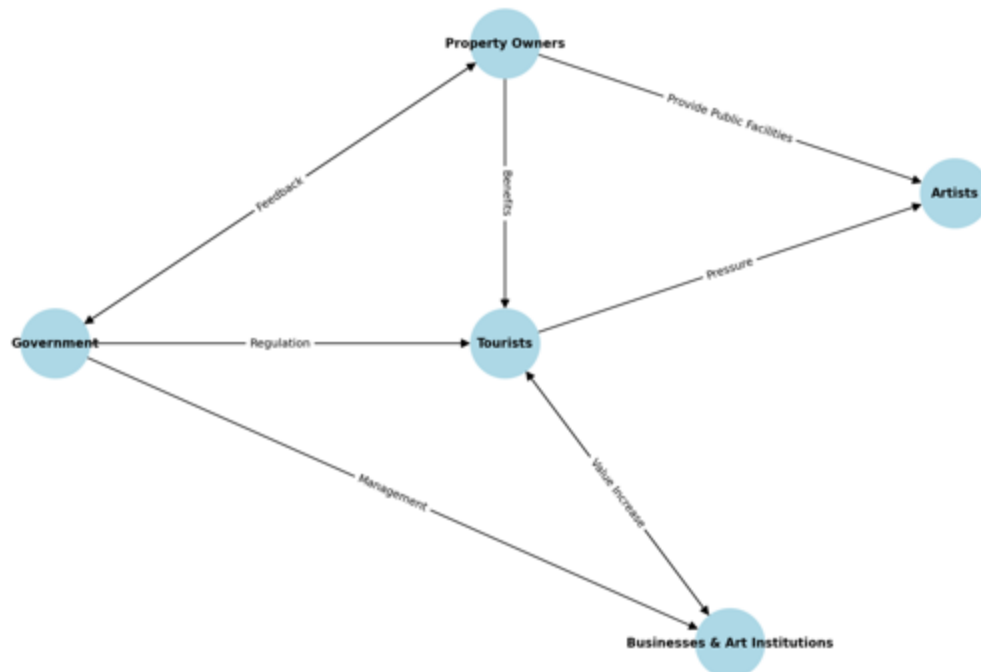 Property Owners
Provide Public Facilities
Feedback
Benefits
Artists
Pressure
Government
Regulation
Tourists
Management
Value Increase
Businesses & Art Institutions